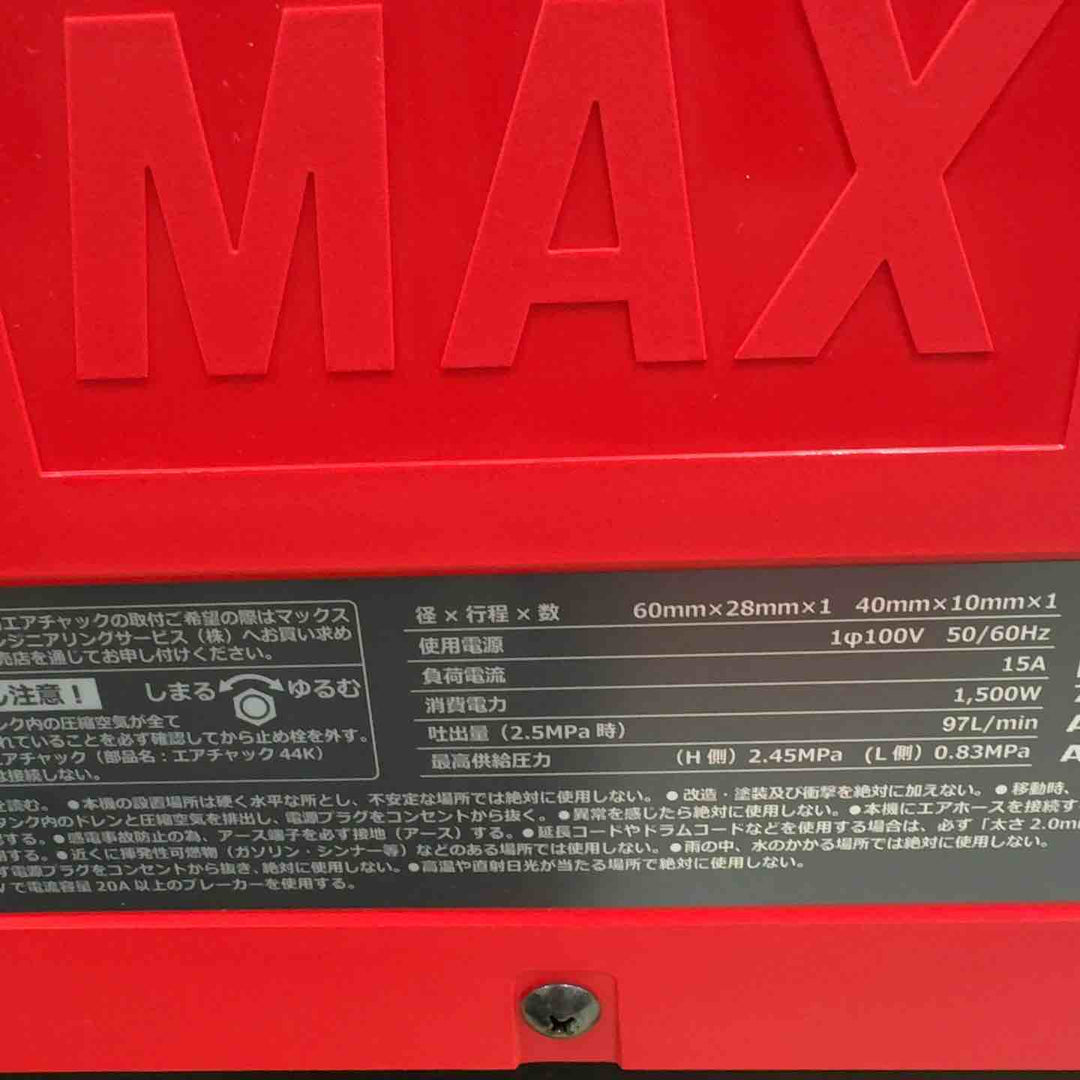 MAX
エアチャックの取付ご希望の際はマックス
ンジニアリングサービス（株）へお買い求め
売店を通じてお申し付けください。
し注意！
しまる ゆるむ
ンク内の圧縮空気が全て
れていることを必ず確認してから止め栓を外す。
エアチャック（部品名：エアチャック44K）
は接続しない。
径×行程×数 60mm×28mm×1 40mm×10mm×1
使用電源 1φ100V 50/60Hz
負荷電流 15A
消費電力 1,500W
吐出量（2.5MPa時） 97L/min
最高供給圧力 （H側）2.45MPa （L側）0.83MPa
を読む。 ●本機の設置場所は硬く水平な所とし、不安定な場所では絶対に使用しない。 ●改造・塗装及び衝撃を絶対に加えない。 ●移動時、
タンク内のドレンと圧縮空気を排出し、電源プラグをコンセントから抜く。 ●異常を感じたら絶対に使用しない。 ●本機にエアホースを接続す
する。 ●感電事故防止の為、アース端子を必ず接地（アース）する。 ●延長コードやドラムコードなどを使用する場合は、必ず「太さ2.0m
用する。 ●近くに揮発性可燃物（ガソリン・シンナー等）などのある場所では使用しない。 ●雨の中、水のかかる場所では絶対に使用しない。
ず電源プラグをコンセントから抜き、絶対に使用しない。 ●高温や直射日光が当たる場所で絶対に使用しない。
Vで電流容量20A以上のブレーカーを使用する。